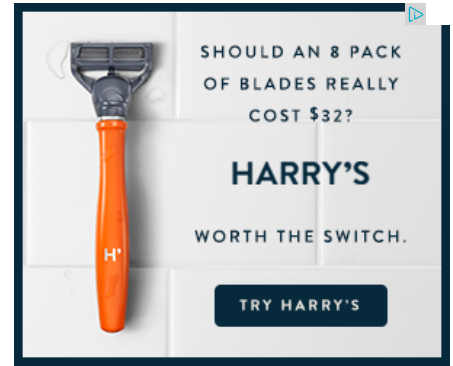 SHOULD AN 8 PACK
OF BLADES REALLY
COST $32?
HARRY'S
WORTH THE SWITCH.
H'
TRY HARRY'S